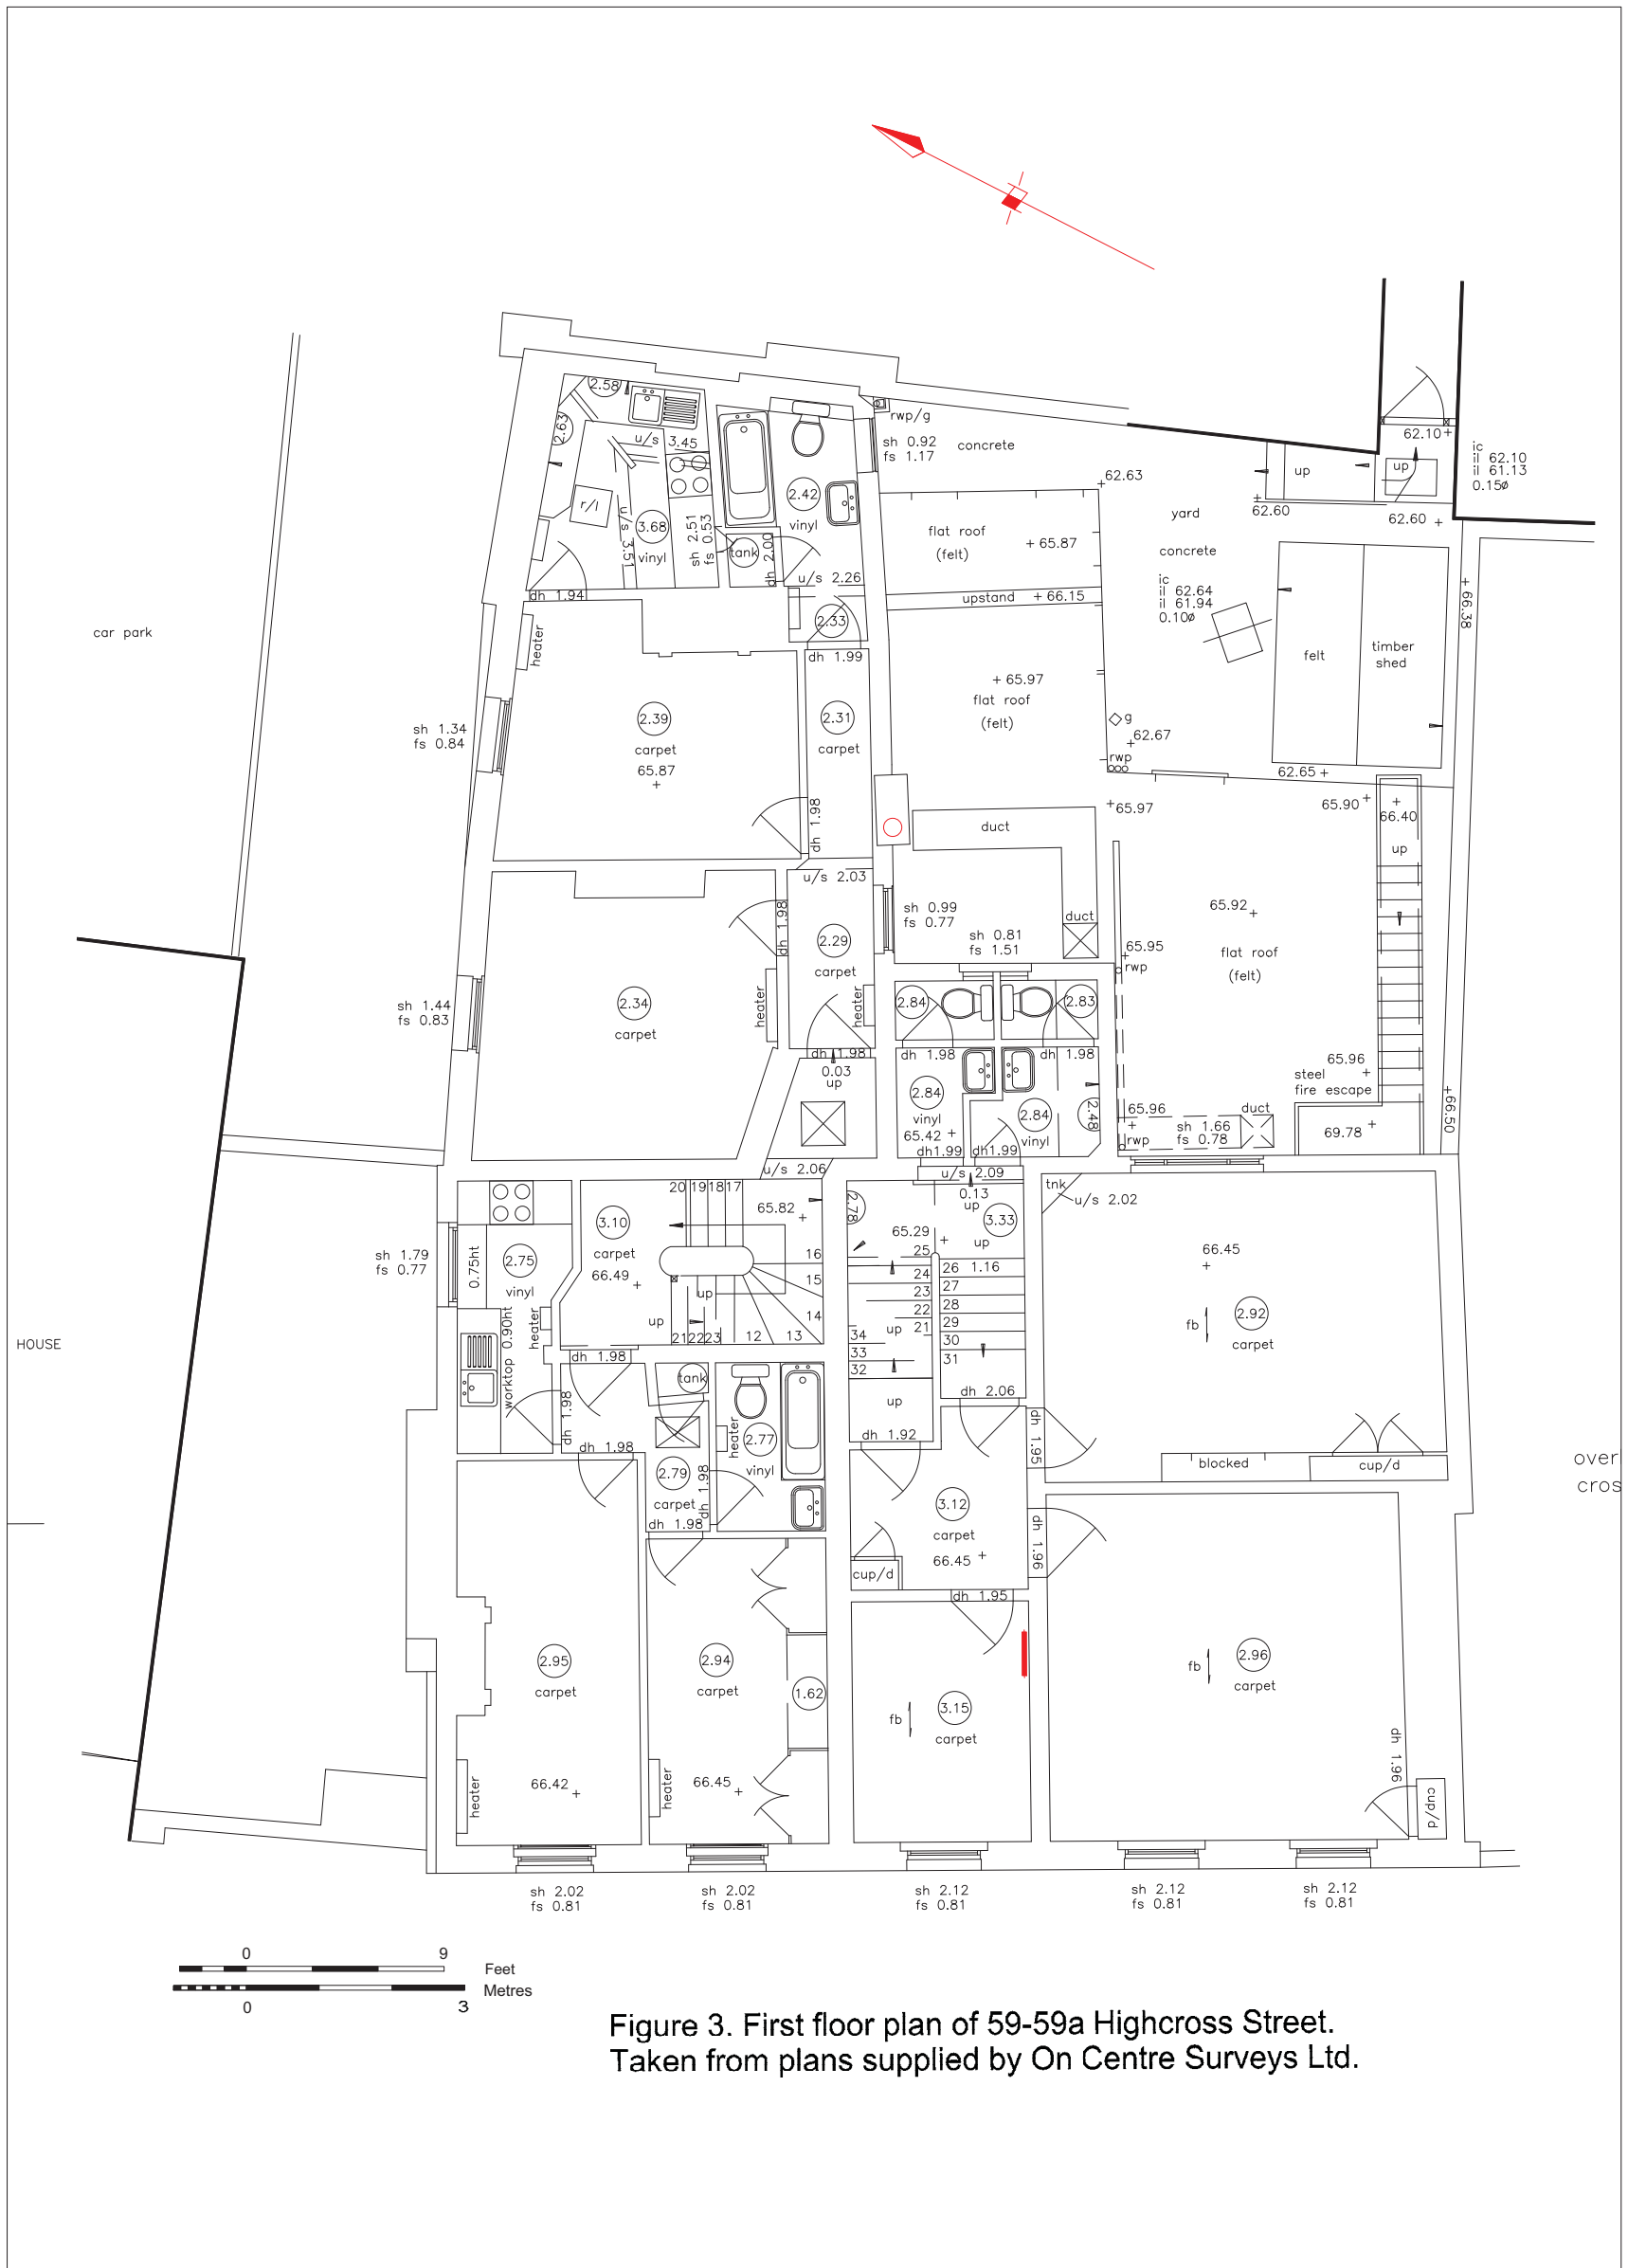 2.58
2.63
u/s 3.45
r/l
u/s 3.51
3.68
vinyl
sh 2.51
fs 0.53
2.42
vinyl
tank
dh 2.00
u/s 2.26
dh 1.94
2.33
dh 1.99
rwp/g
sh 0.92
fs 1.17
concrete
flat roof
(felt)
+ 65.87
upstand + 66.15
62.63
yard
concrete
ic
il 62.64
il 61.94
0.10ø
up
up
62.10
62.60
62.60
ic
il 62.10
il 61.13
0.15ø
felt
timber
shed
66.38
car park
heater
sh 1.34
fs 0.84
2.39
carpet
65.87
2.31
carpet
dh 1.98
+ 65.97
flat roof
(felt)
g
62.67
rwp
62.65
65.97
65.90
66.40
up
duct
u/s 2.03
sh 0.99
fs 0.77
sh 0.81
fs 1.51
duct
65.95
rwp
65.92
flat roof
(felt)
dh 1.98
2.29
carpet
heater
heater
dh 1.98
0.03
up
sh 1.44
fs 0.83
2.34
carpet
2.84
2.83
dh 1.98
dh 1.98
2.84
vinyl
65.42
2.84
vinyl
2.48
dh1.99
dh1.99
65.96
rwp
sh 1.66
fs 0.78
duct
65.96
steel
fire escape
69.78
66.50
u/s 2.06
u/s 2.09
0.13
up
tnk
u/s 2.02
20 19 18 17
65.82
3.10
carpet
66.49
16
15
14
13
12
up
up
21 22 23
2.78
65.29
3.33
up
25
24
23
22
21
26 1.16
27
28
29
30
31
34
33
32
up
up
dh 2.06
dh 1.92
66.45
fb
2.92
carpet
sh 1.79
fs 0.77
0.75ht
2.75
vinyl
worktop 0.90ht
heater
HOUSE
dh 1.98
dh 1.98
dh 1.98
tank
2.79
carpet
dh 1.98
dh 1.98
heater
2.77
vinyl
dh 1.95
blocked
cup/d
over
cros
3.12
carpet
66.45
cup/d
dh 1.96
dh 1.95
2.95
carpet
66.42
heater
2.94
carpet
66.45
heater
1.62
fb
3.15
carpet
fb
2.96
carpet
dh 1.96
cup/d
sh 2.02
fs 0.81
sh 2.02
fs 0.81
sh 2.12
fs 0.81
sh 2.12
fs 0.81
sh 2.12
fs 0.81
0 9
Feet
Metres
0 3
Figure 3. First floor plan of 59-59a Highcross Street.
Taken from plans supplied by On Centre Surveys Ltd.